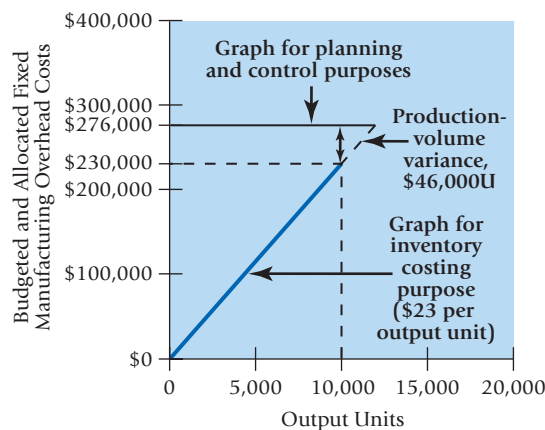 Budgeted and Allocated Fixed
Manufacturing Overhead Costs
$400,000
$300,000
$276,000
$230,000
$200,000
$100,000
$0
Graph for planning
and control purposes
Production-
volume
variance,
$46,000U
Graph for
inventory
costing
purpose
($23 per
output unit)
0
5,000
10,000
15,000
20,000
Output Units